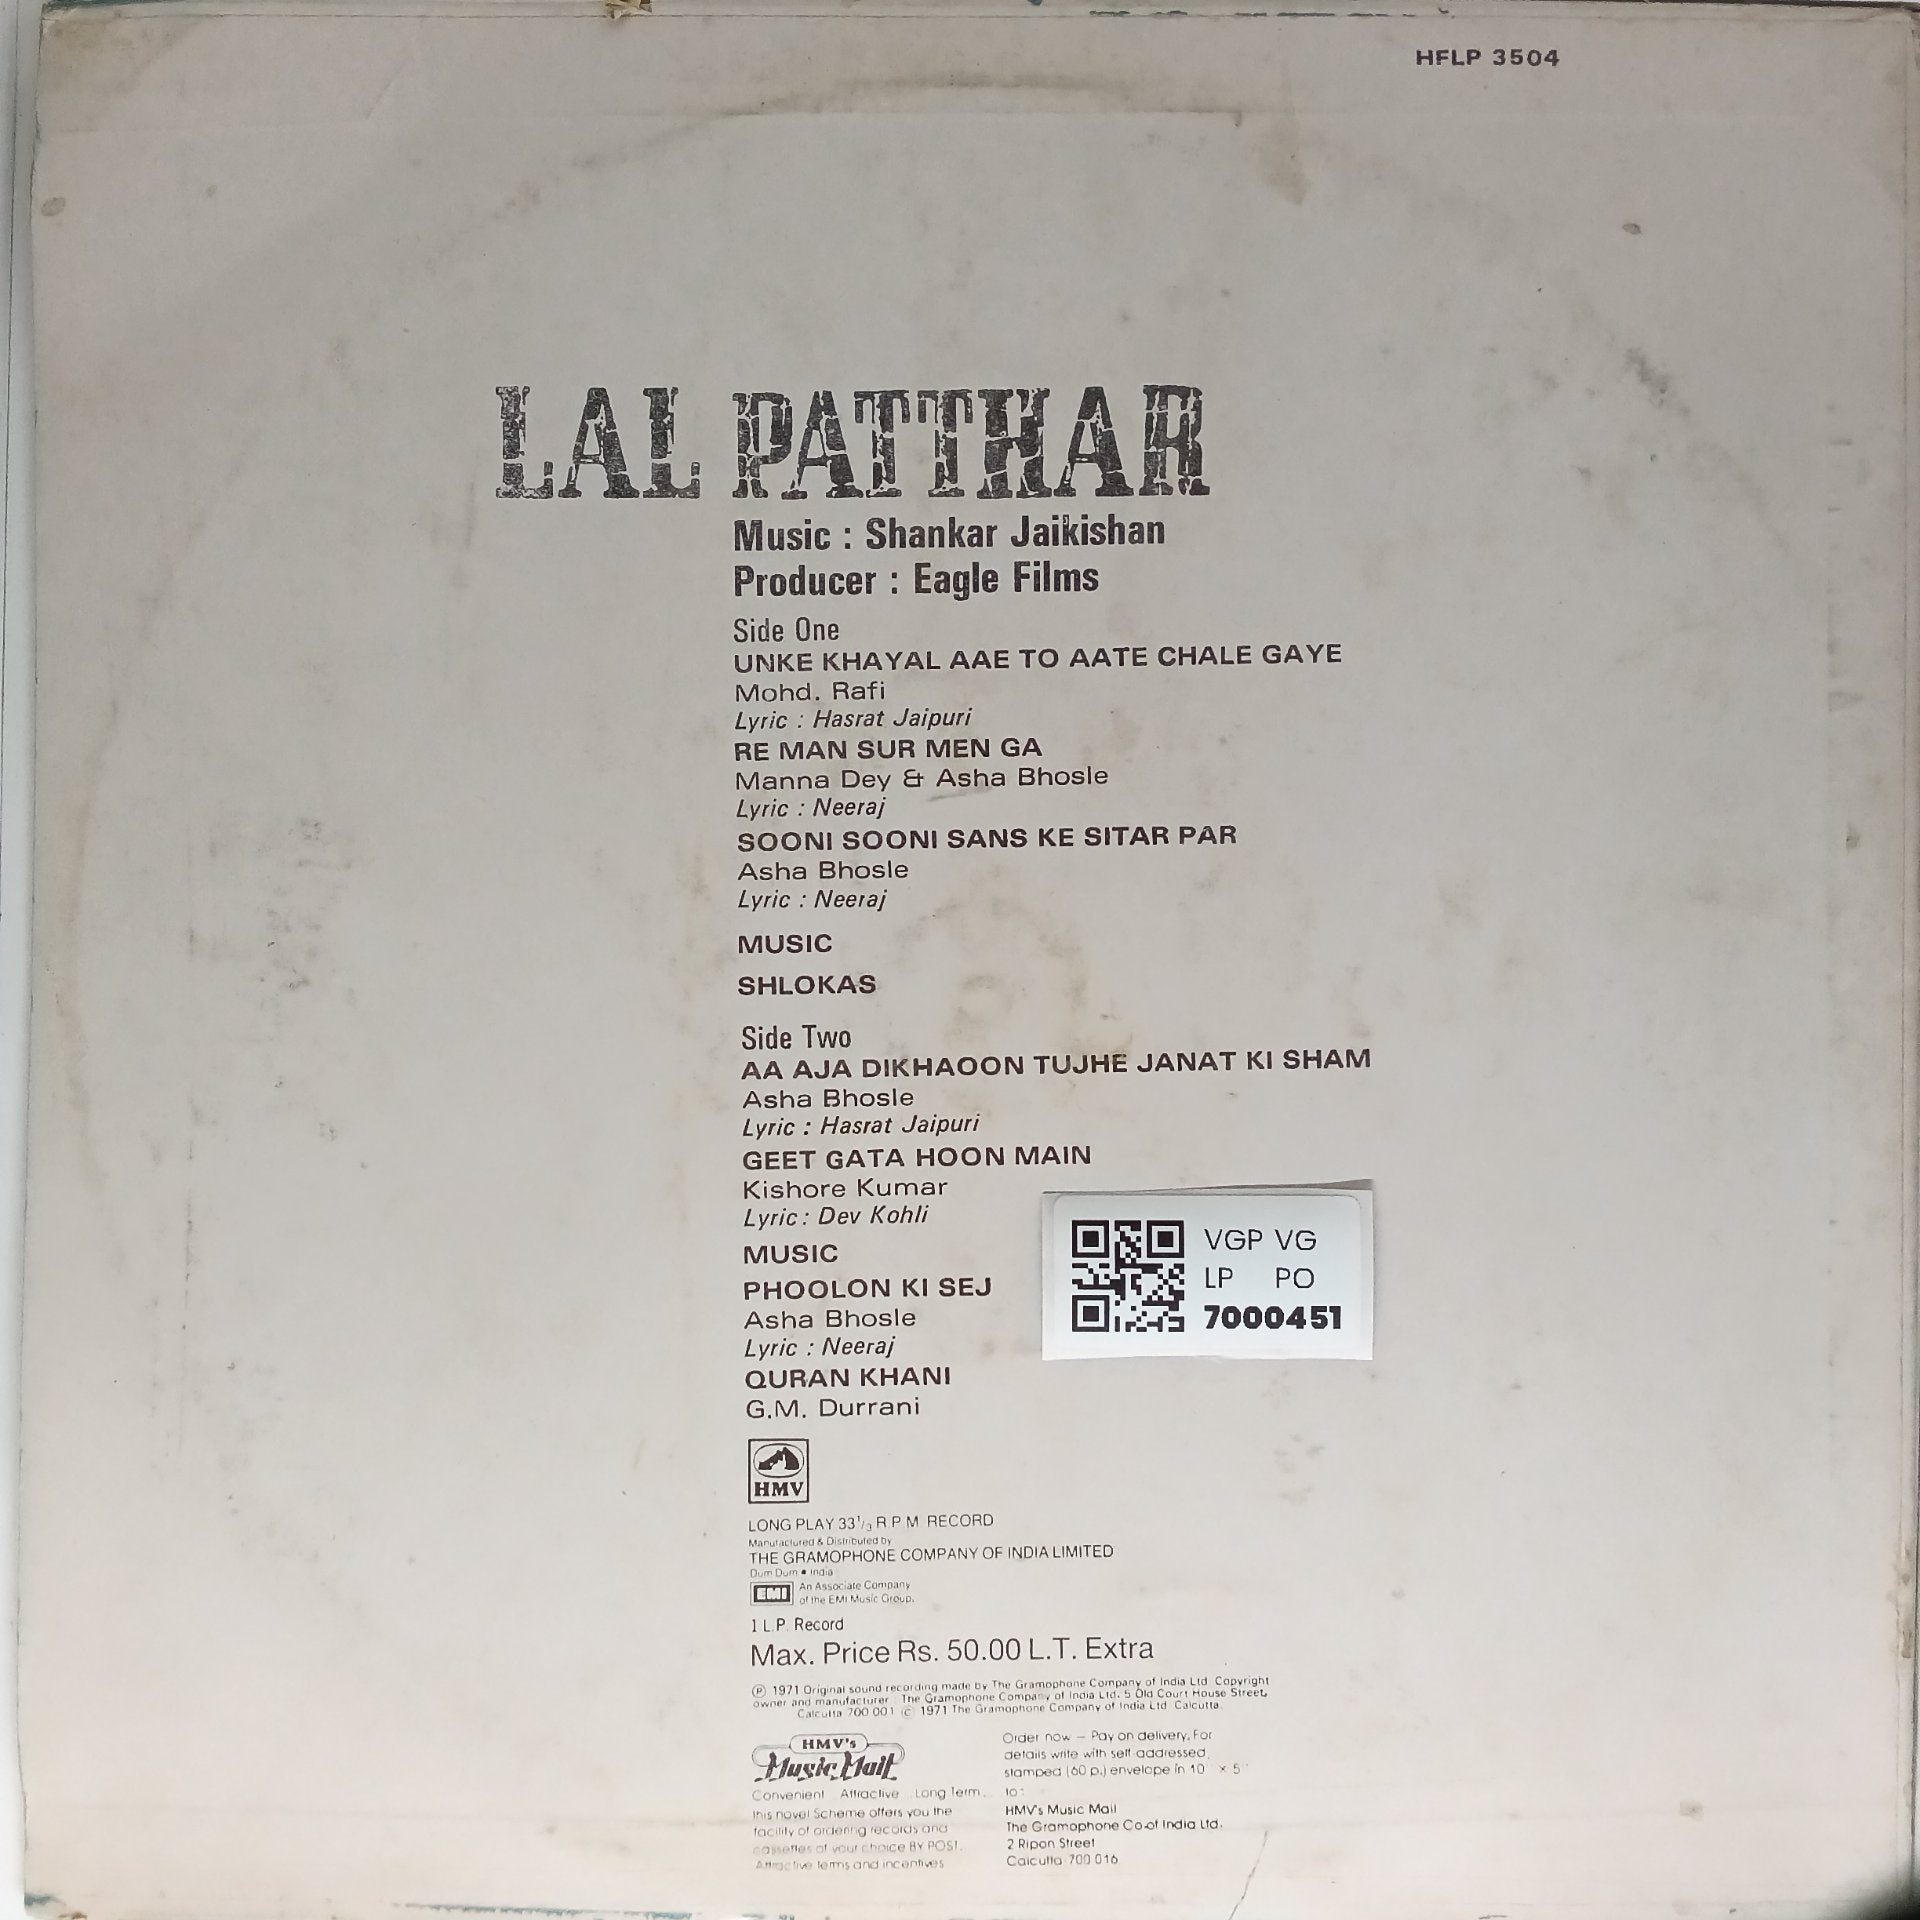 HFLP 3504
LAL PATTHAR
Music : Shankar Jaikishan
Producer : Eagle Films
Side One
UNKE KHAYAL AAE TO AATE CHALE GAYE
Mohd. Rafi
Lyric : Hasrat Jaipuri
RE MAN SUR MEN GA
Manna Dey & Asha Bhosle
Lyric : Neeraj
SOONI SOONI SANS KE SITAR PAR
Asha Bhosle
Lyric : Neeraj
MUSIC
SHLOKAS
Side Two
AA AJA DIKHAOON TUJHE JANAT KI SHAM
Asha Bhosle
Lyric : Hasrat Jaipuri
GEET GATA HOON MAIN
Kishore Kumar
Lyric : Dev Kohli
MUSIC
PHOOLON KI SEJ
Asha Bhosle
Lyric : Neeraj
QURAN KHANI
G.M. Durrani
VGP VG
LP PO
7000451
HMV
LONG PLAY 33 1/3 R P M RECORD
Manufactured & Distributed by
THE GRAMOPHONE COMPANY OF INDIA LIMITED
Dum Dum • India
EMI An Associate Company
of the EMI Music Group.
1 L.P. Record
Max. Price Rs. 50.00 L.T. Extra
Ⓟ 1971 Original sound recording made by The Gramophone Company of India Ltd. Copyright
owner and manufacturer : The Gramophone Company of India Ltd. 5 Old Court House Street,
Calcutta 700 001 © 1971 The Gramophone Company of India Ltd. Calcutta.
HMV's
Music Mail
Convenient Attractive Long Term.
this novel Scheme offers you the
facility of ordering records and
cassettes of your choice BY POST.
Attractive terms and incentives
Order now – Pay on delivery. For
details write with self addressed,
stamped (60 p.) envelope in 10" × 5"
to :
HMV's Music Mail
The Gramophone Co. of India Ltd.
2 Ripon Street
Calcutta 700 016